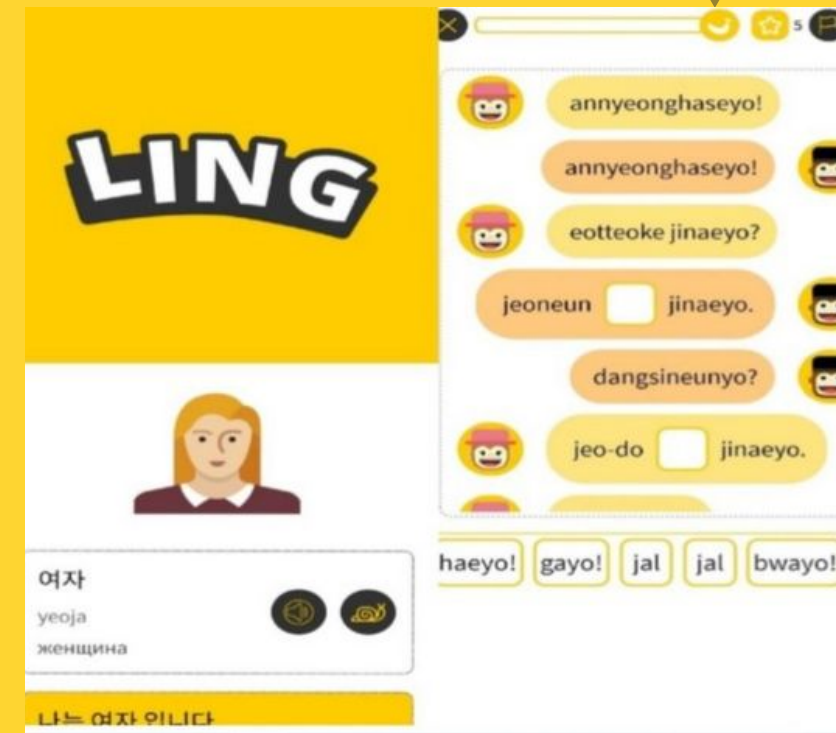 LING
여자
yeoja
женщина
나는 여자 입니다
5
annyeonghaseyo!
annyeonghaseyo!
eotteoke jinaeyo?
jeoneun jinaeyo.
dangsineunyo?
jeo-do jinaeyo.
haeyo! gayo! jal jal bwayo!